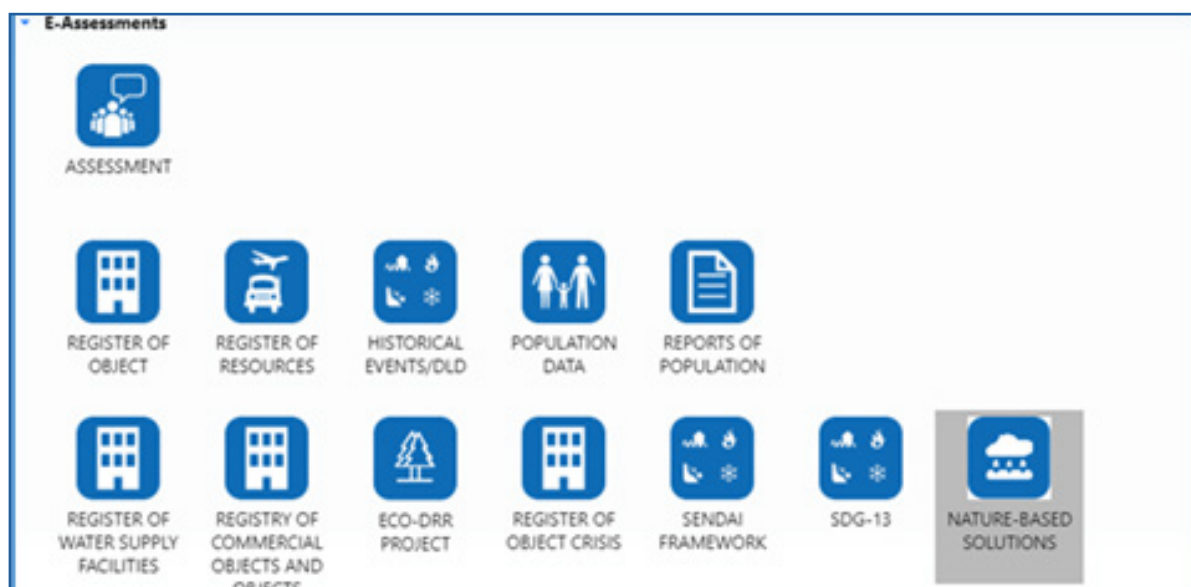 E-Assessments
ASSESSMENT
REGISTER OF
OBJECT
REGISTER OF
RESOURCES
HISTORICAL
EVENTS/DLD
POPULATION
DATA
REPORTS OF
POPULATION
REGISTER OF
WATER SUPPLY
FACILITIES
REGISTRY OF
COMMERCIAL
OBJECTS AND
OBJECTS
ECO-DRR
PROJECT
REGISTER OF
OBJECT CRISIS
SENDAI
FRAMEWORK
SDG-13
NATURE-BASED
SOLUTIONS